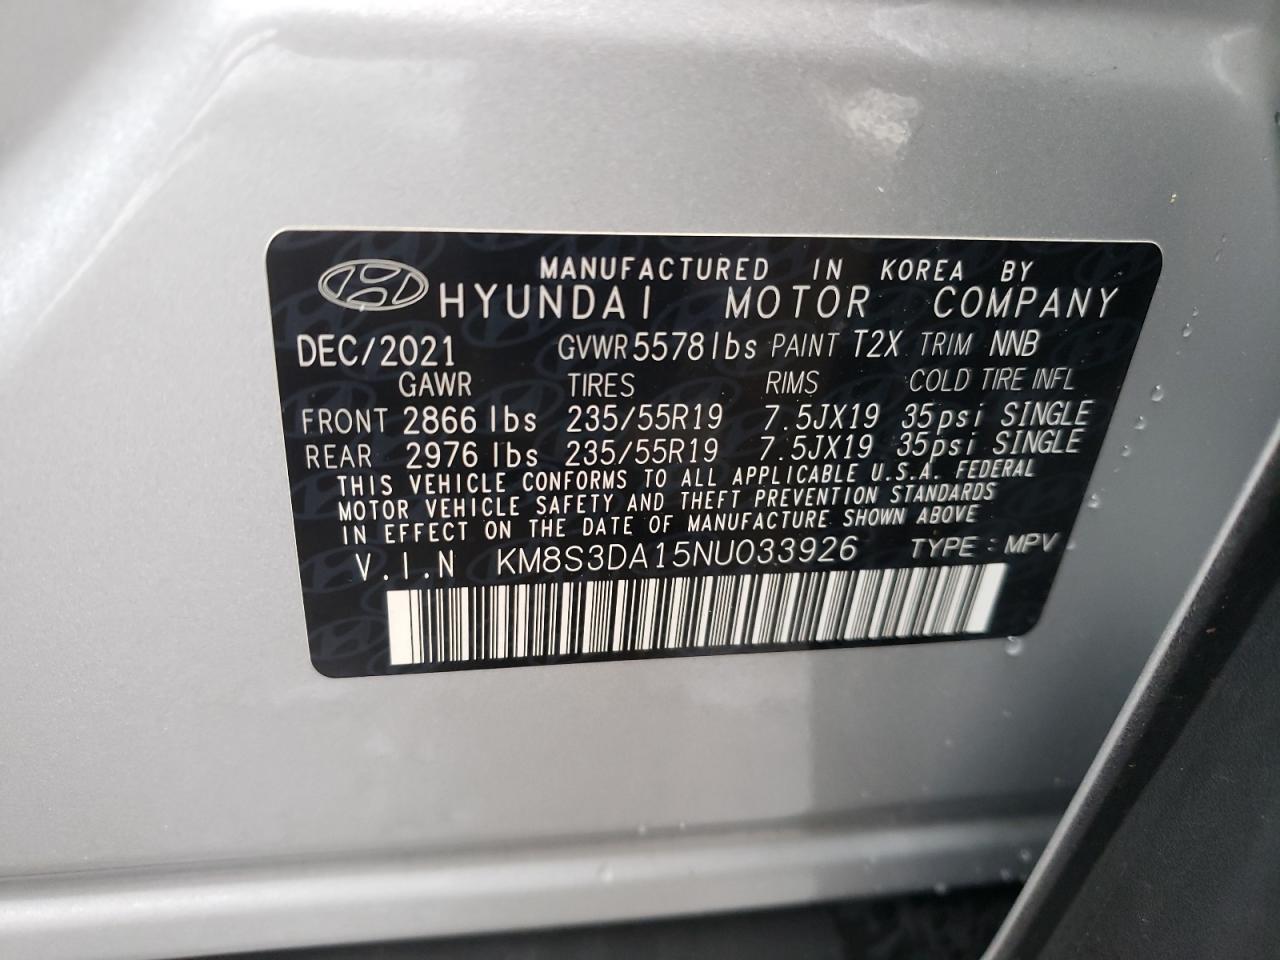 MANUFACTURED IN KOREA BY
HYUNDAI MOTOR COMPANY
DEC/2021 GVWR 5578 lbs PAINT T2X TRIM NNB
GAWR TIRES RIMS COLD TIRE INFL
FRONT 2866 lbs 235/55R19 7.5JX19 35psi SINGLE
REAR 2976 lbs 235/55R19 7.5JX19 35psi SINGLE
THIS VEHICLE CONFORMS TO ALL APPLICABLE U.S.A. FEDERAL
MOTOR VEHICLE SAFETY AND THEFT PREVENTION STANDARDS
IN EFFECT ON THE DATE OF MANUFACTURE SHOWN ABOVE
V.I.N KM8S3DA15NU033926 TYPE : MPV